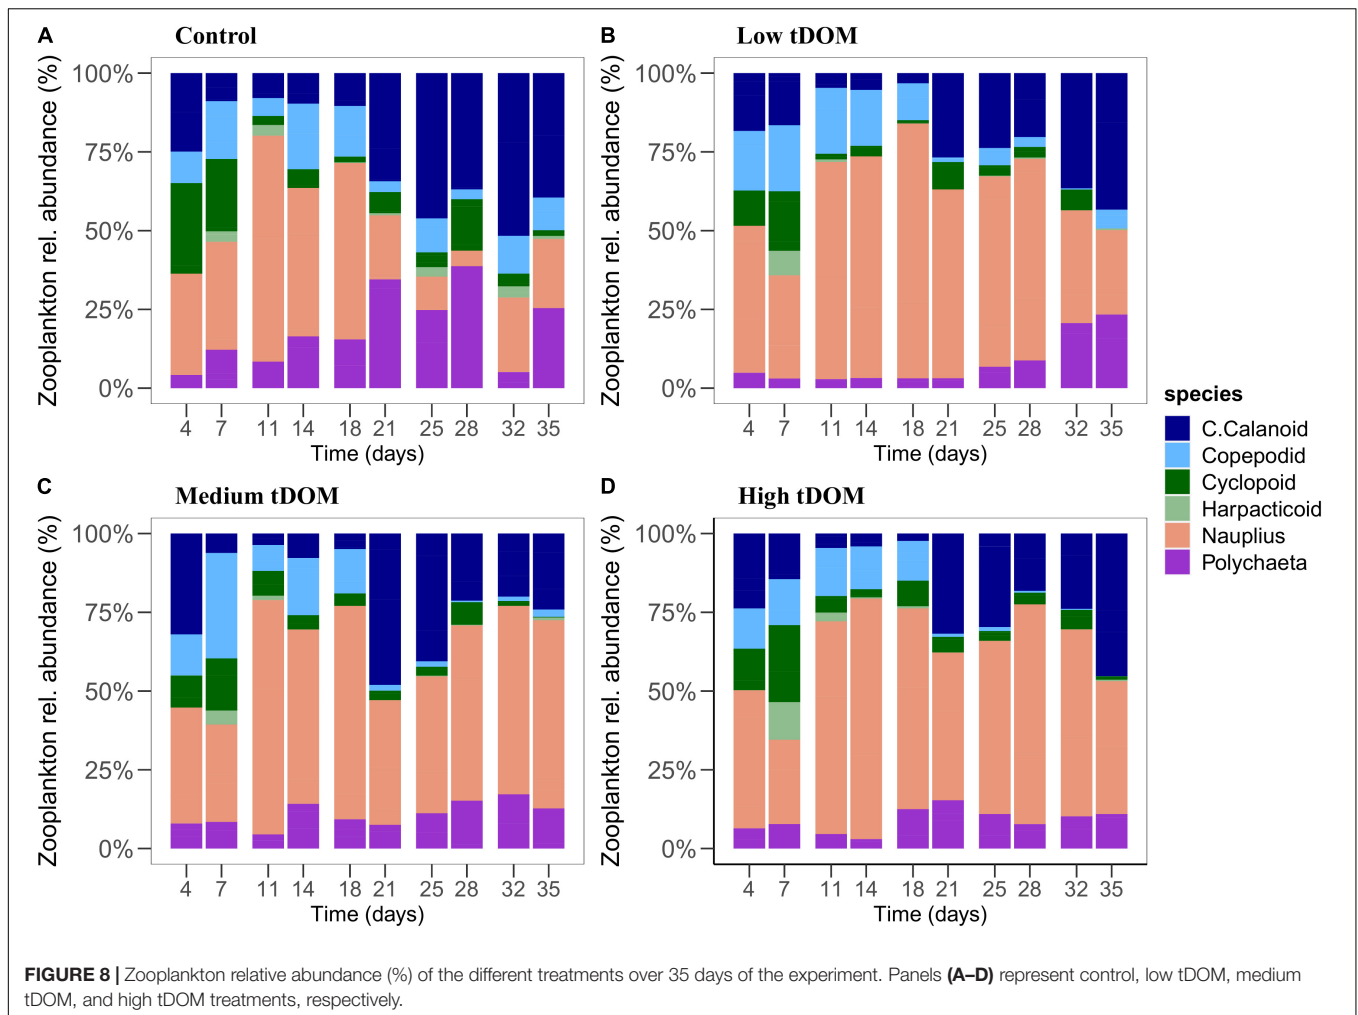 A Control
Zooplankton rel. abundance (%)
100%
75%
50%
25%
0%
4 7 11 14 18 21 25 28 32 35
Time (days)
B Low tDOM
Zooplankton rel. abundance (%)
100%
75%
50%
25%
0%
4 7 11 14 18 21 25 28 32 35
Time (days)
C Medium tDOM
Zooplankton rel. abundance (%)
100%
75%
50%
25%
0%
4 7 11 14 18 21 25 28 32 35
Time (days)
D High tDOM
Zooplankton rel. abundance (%)
100%
75%
50%
25%
0%
4 7 11 14 18 21 25 28 32 35
Time (days)
species
C.Calanoid
Copepodid
Cyclopoid
Harpacticoid
Nauplius
Polychaeta
FIGURE 8 | Zooplankton relative abundance (%) of the different treatments over 35 days of the experiment. Panels (A–D) represent control, low tDOM, medium
tDOM, and high tDOM treatments, respectively.